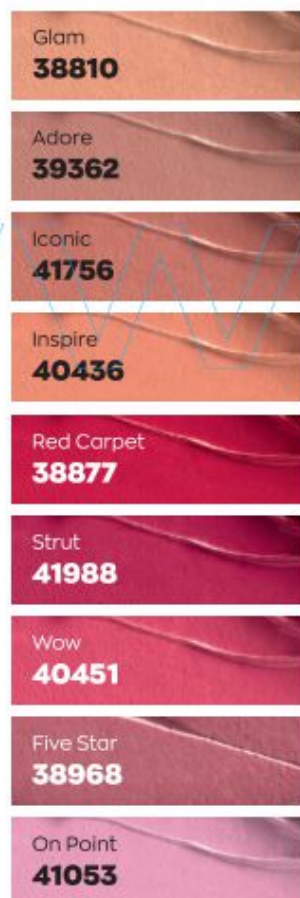 Glam
38810
Adore
39362
Iconic
41756
Inspire
40436
Red Carpet
38877
Strut
41988
Wow
40451
Five Star
38968
On Point
41053